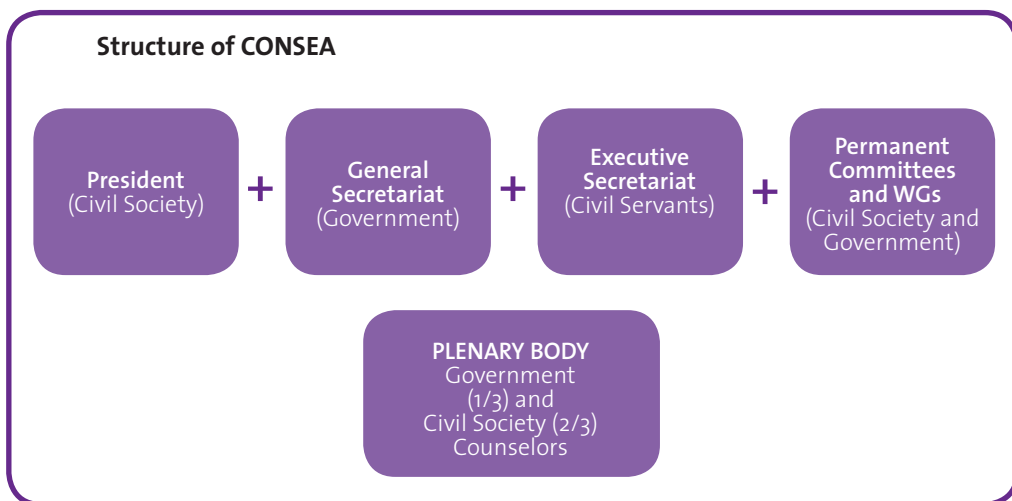 Structure of CONSEA
President
(Civil Society)
+
General
Secretariat
(Government)
+
Executive
Secretariat
(Civil Servants)
+
Permanent
Committees
and WGs
(Civil Society and
Government)
PLENARY BODY
Government
(1/3) and
Civil Society (2/3)
Counselors